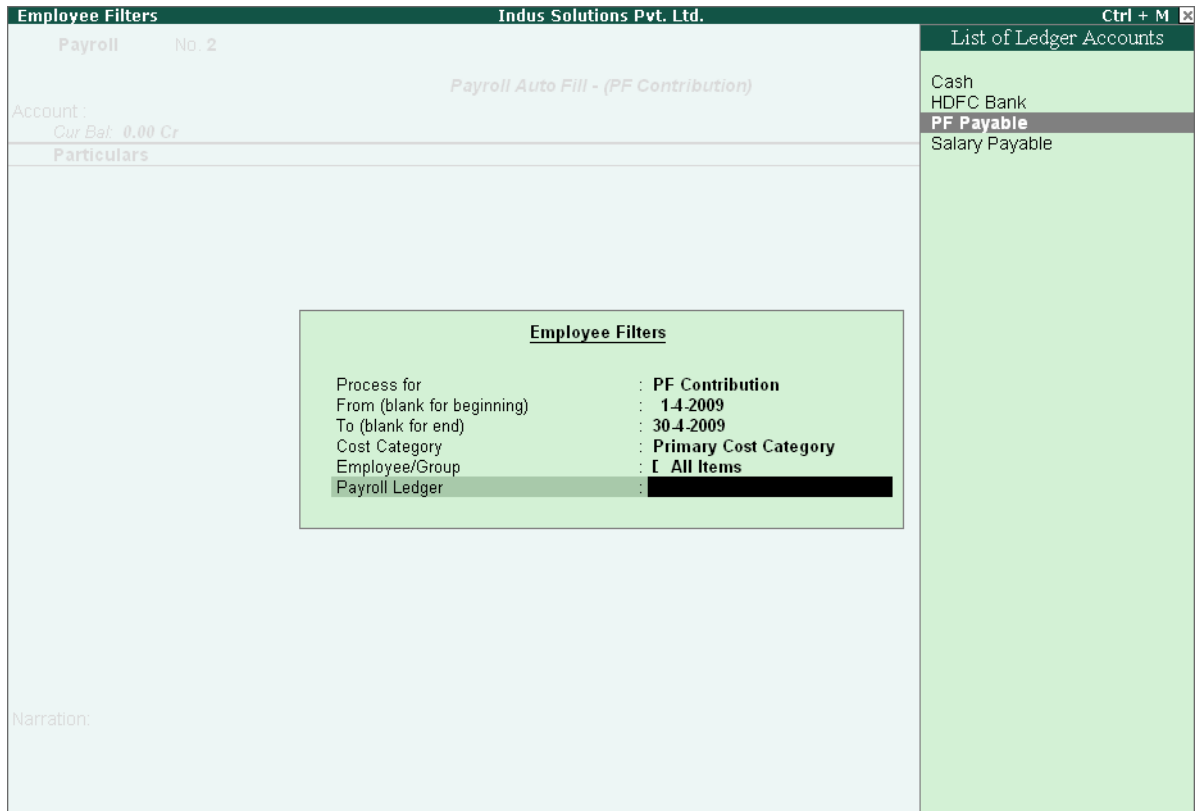 Employee Filters Indus Solutions Pvt. Ltd. Ctrl + M
Payroll No. 2
List of Ledger Accounts
Payroll Auto Fill - (PF Contribution)
Account :
Cur Bal: 0.00 Cr
Particulars
Cash
HDFC Bank
PF Payable
Salary Payable
Employee Filters
Process for : PF Contribution
From (blank for beginning) : 1-4-2009
To (blank for end) : 30-4-2009
Cost Category : Primary Cost Category
Employee/Group : [ All Items
Payroll Ledger :
Narration: